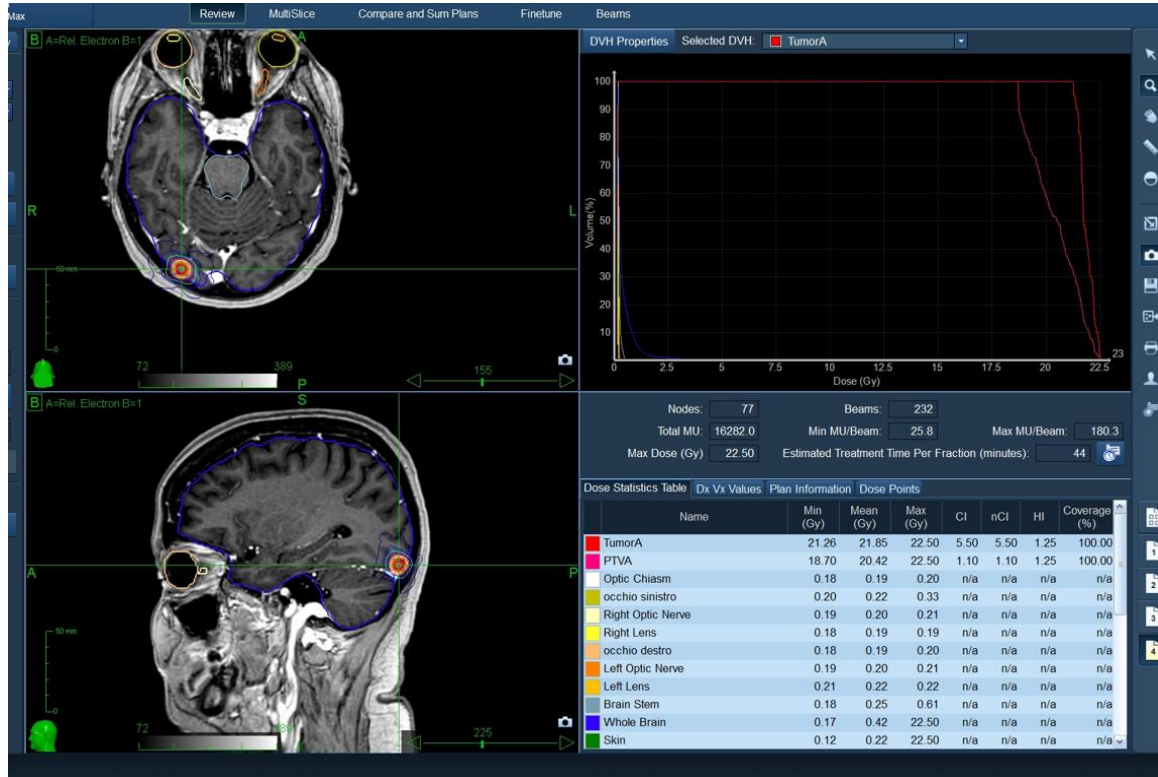 Max
Review MultiSlice Compare and Sum Plans Finetune Beams
B A=Rel. Electron B=1
A
R
L
50 mm
0
72 389
P
155
B A=Rel. Electron B=1
S
A
P
50 mm
0
72 389
225
DVH Properties Selected DVH: TumorA
100
90
80
70
60
50
40
30
20
10
Volume(%)
23
0 2.5 5 7.5 10 12.5 15 17.5 20 22.5
Dose (Gy)
Nodes: 77 Beams: 232
Total MU: 16282.0 Min MU/Beam: 25.8 Max MU/Beam: 180.3
Max Dose (Gy) 22.50 Estimated Treatment Time Per Fraction (minutes): 44
Dose Statistics Table Dx Vx Values Plan Information Dose Points
Name Min (Gy) Mean (Gy) Max (Gy) CI nCI HI Coverage (%)
TumorA 21.26 21.85 22.50 5.50 5.50 1.25 100.00
PTVA 18.70 20.42 22.50 1.10 1.10 1.25 100.00
Optic Chiasm 0.18 0.19 0.20 n/a n/a n/a n/a
occhio sinistro 0.20 0.22 0.33 n/a n/a n/a n/a
Right Optic Nerve 0.19 0.20 0.21 n/a n/a n/a n/a
Right Lens 0.18 0.19 0.19 n/a n/a n/a n/a
occhio destro 0.18 0.19 0.20 n/a n/a n/a n/a
Left Optic Nerve 0.19 0.20 0.21 n/a n/a n/a n/a
Left Lens 0.21 0.22 0.22 n/a n/a n/a n/a
Brain Stem 0.18 0.25 0.61 n/a n/a n/a n/a
Whole Brain 0.17 0.42 22.50 n/a n/a n/a n/a
Skin 0.12 0.22 22.50 n/a n/a n/a n/a
1
2
3
4